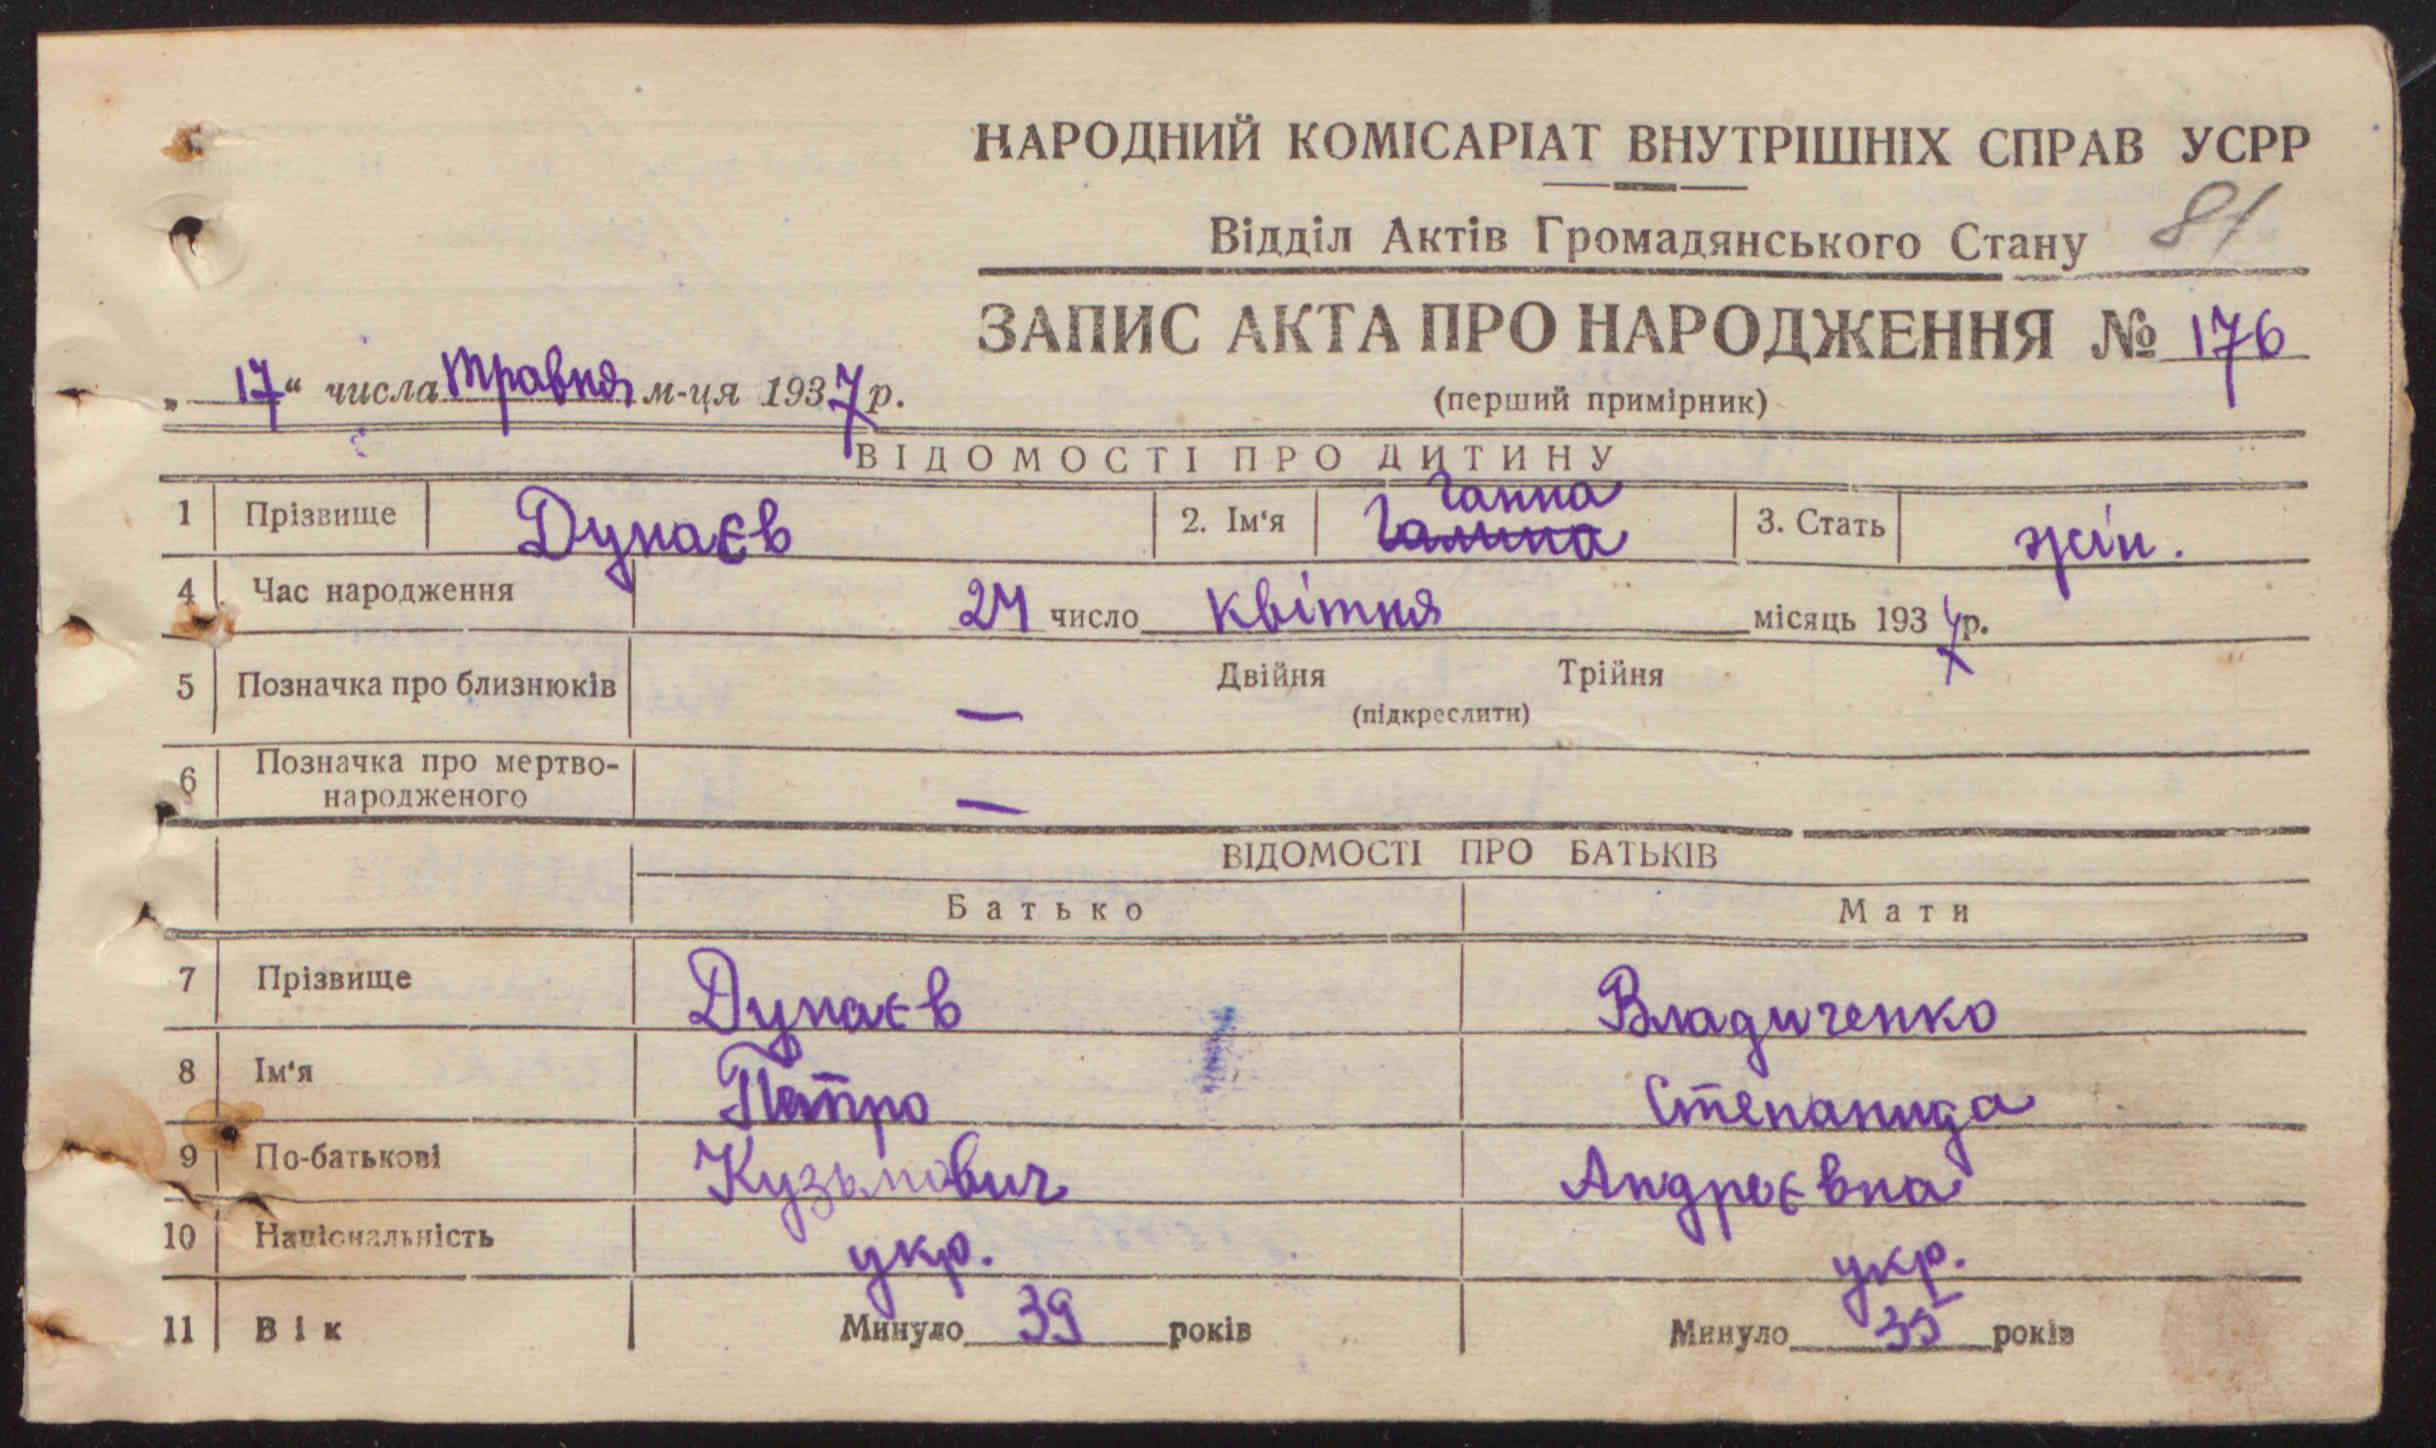 НАРОДНИЙ КОМІСАРІАТ ВНУТРІШНІХ СПРАВ УСРР
Відділ Актів Громадянського Стану 81
ЗАПИС АКТА ПРО НАРОДЖЕННЯ № 176
„ 17 “ числа травня м-ця 1937 р.
(перший примірник)
ВІДОМОСТІ ПРО ДИТИНУ
Ганна
1 Прізвище Дунаєв 2. Ім'я Галина 3. Стать жін.
4 Час народження 24 число квітня місяць 1937 р.
5 Позначка про близнюків — Двійня Трійня
(підкреслити)
6 Позначка про мертво-
народженого —
ВІДОМОСТІ ПРО БАТЬКІВ
Батько Мати
7 Прізвище Дунаєв Владиченко
8 Ім'я Петро Степанида
9 По-батькові Кузьмович Андреєвна
10 Національність укр. укр.
11 Вік Минуло 39 років Минуло 35 років